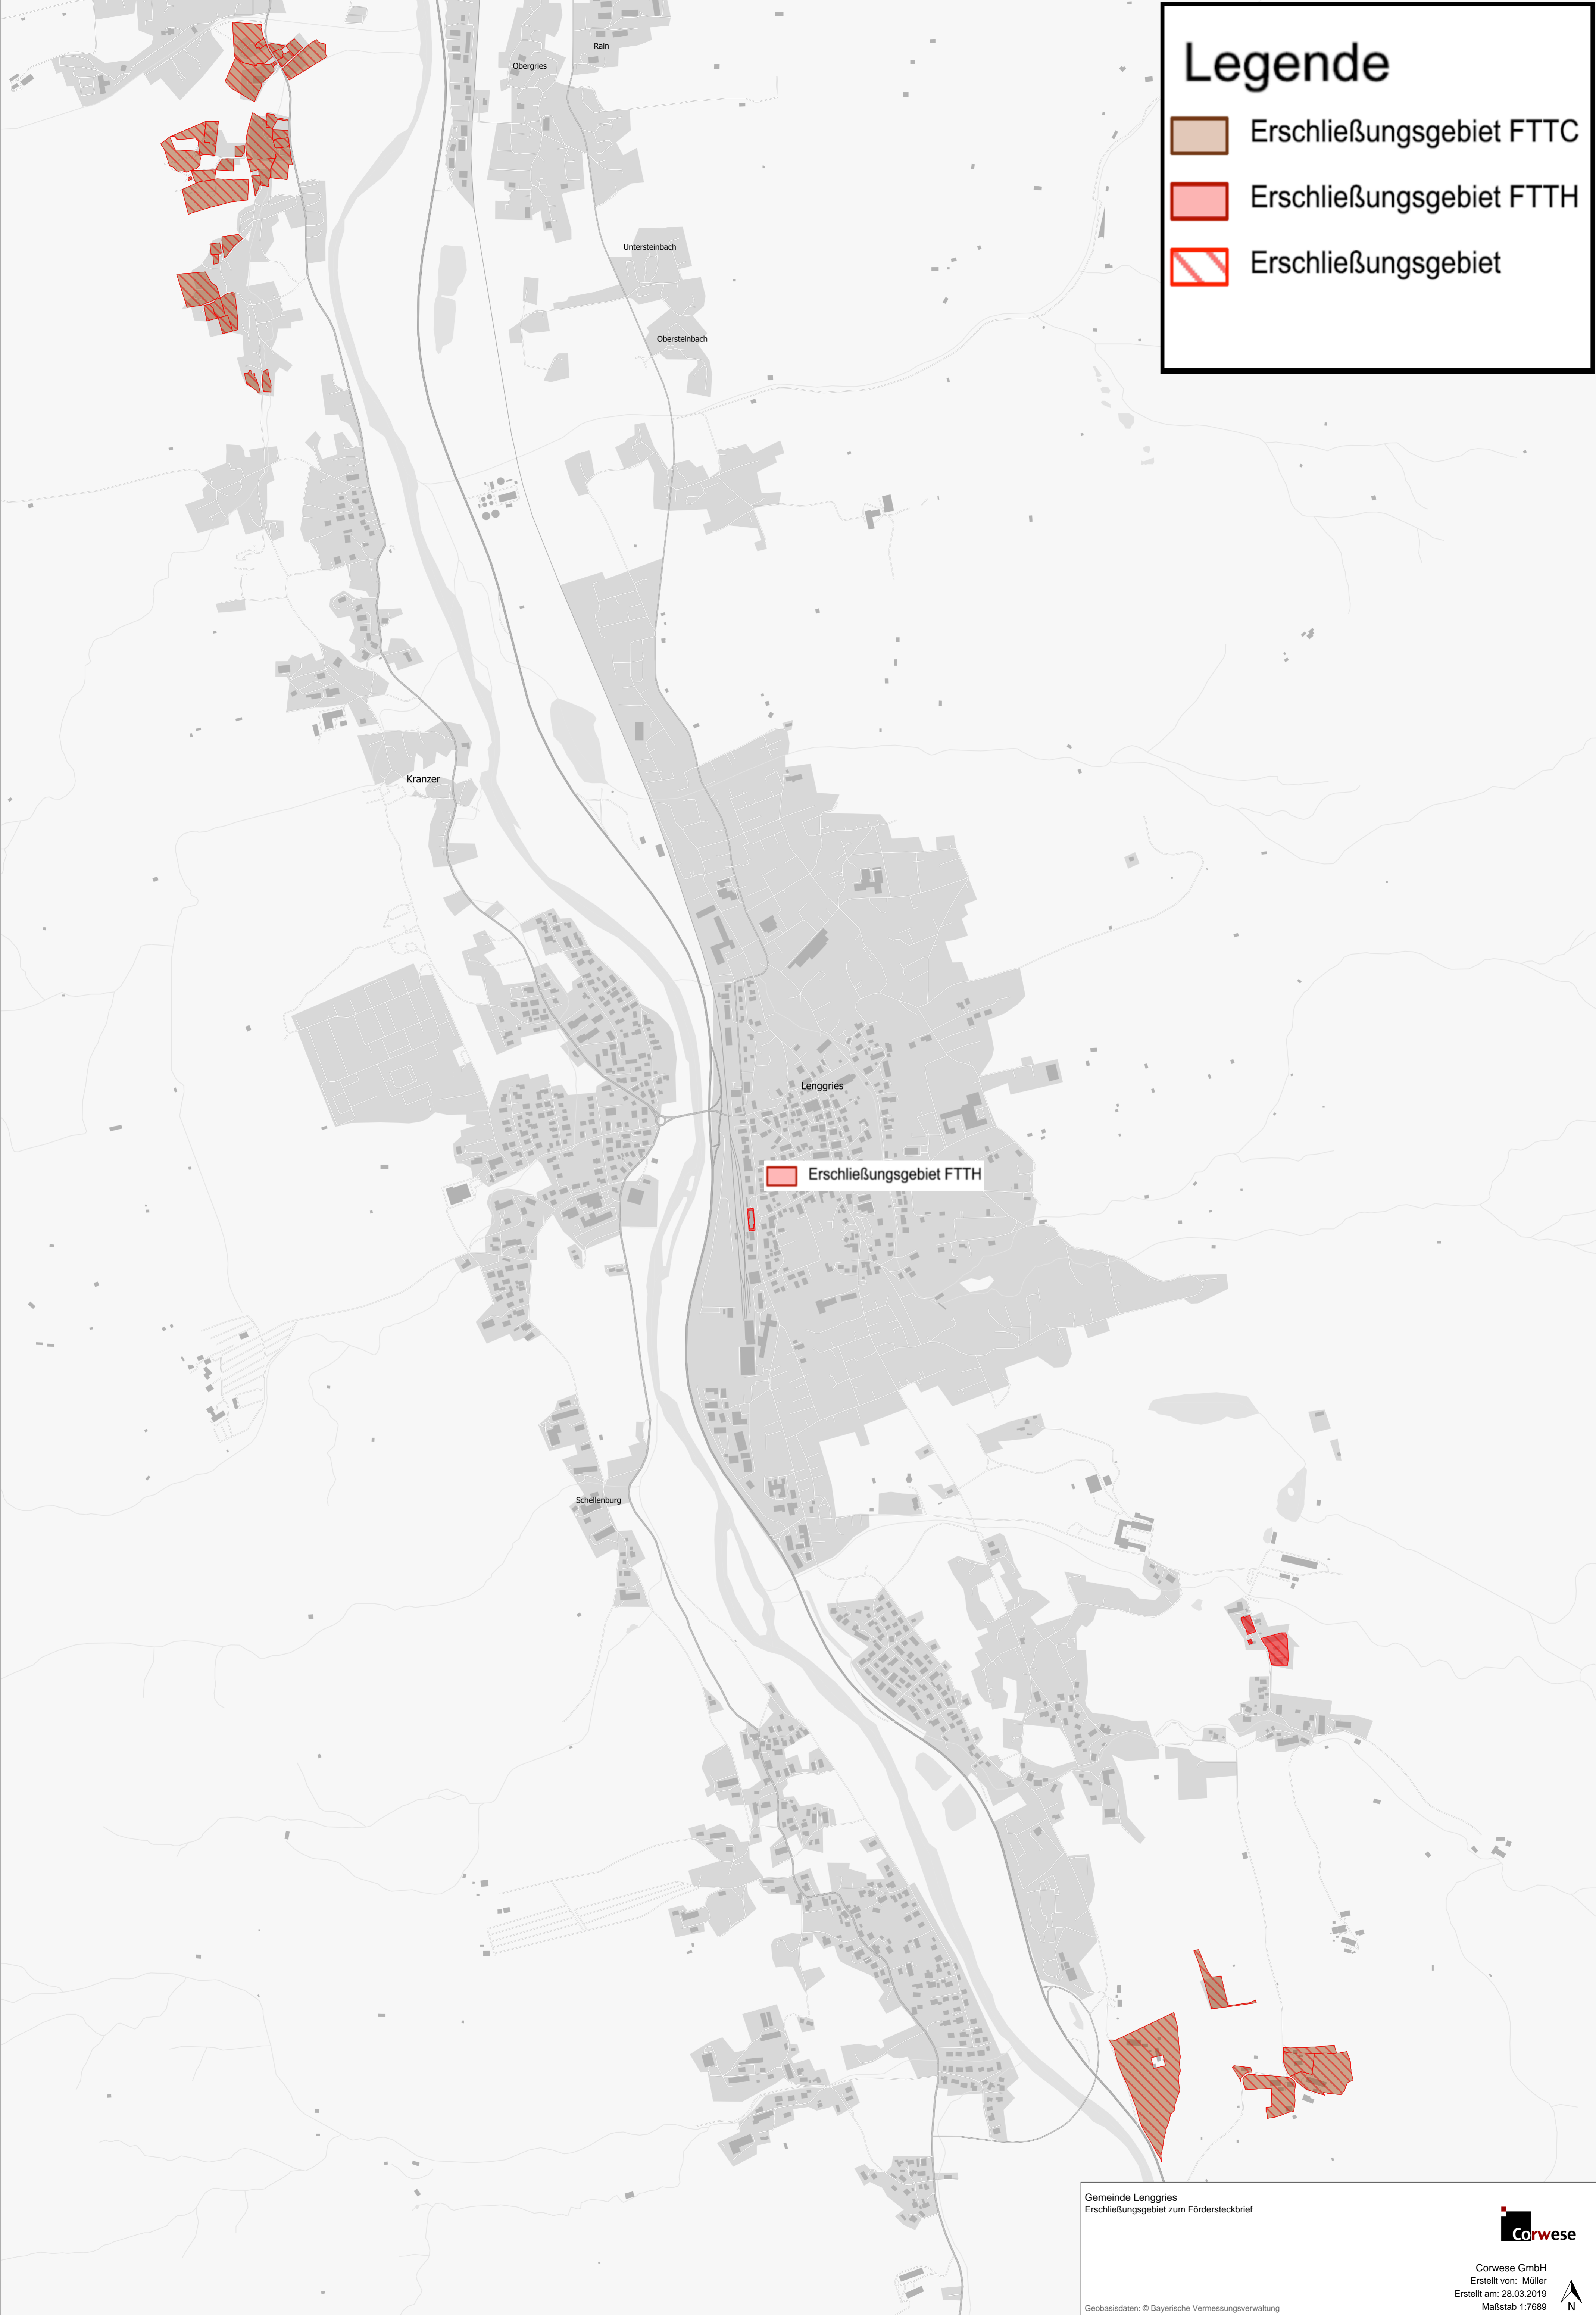 Legende
Erschließungsgebiet FTTC
Erschließungsgebiet FTTH
Erschließungsgebiet
Rain
Obergries
Untersteinbach
Obersteinbach
Kranzer
Lenggries
Erschließungsgebiet FTTH
Schellenburg
Gemeinde Lenggries
Erschließungsgebiet zum Fördersteckbrief
Corwese
Corwese GmbH
Erstellt von: Müller
Erstellt am: 28.03.2019
Maßstab 1:7689
N
Geobasisdaten: © Bayerische Vermessungsverwaltung